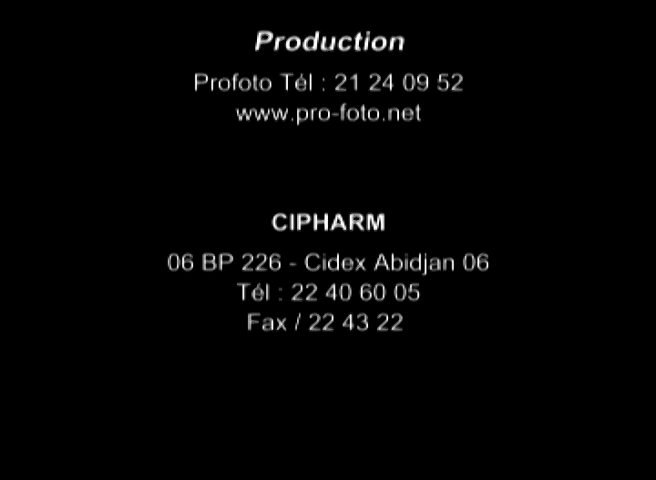 Production
Profoto Tél : 21 24 09 52
www.pro-foto.net
CIPHARM
06 BP 226 - Cidex Abidjan 06
Tél : 22 40 60 05
Fax / 22 43 22